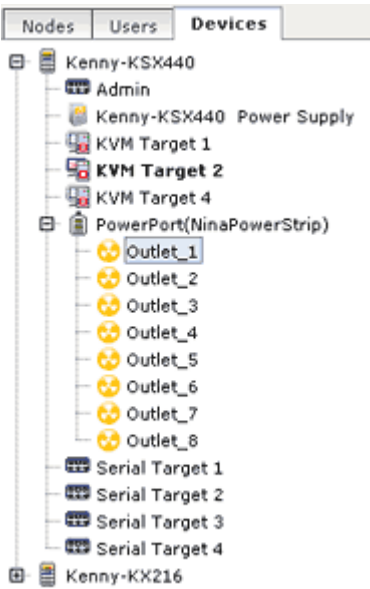 Nodes Users Devices
Kenny-KSX440
Admin
Kenny-KSX440 Power Supply
KVM Target 1
KVM Target 2
KVM Target 4
PowerPort(NinaPowerStrip)
Outlet_1
Outlet_2
Outlet_3
Outlet_4
Outlet_5
Outlet_6
Outlet_7
Outlet_8
Serial Target 1
Serial Target 2
Serial Target 3
Serial Target 4
Kenny-KX216